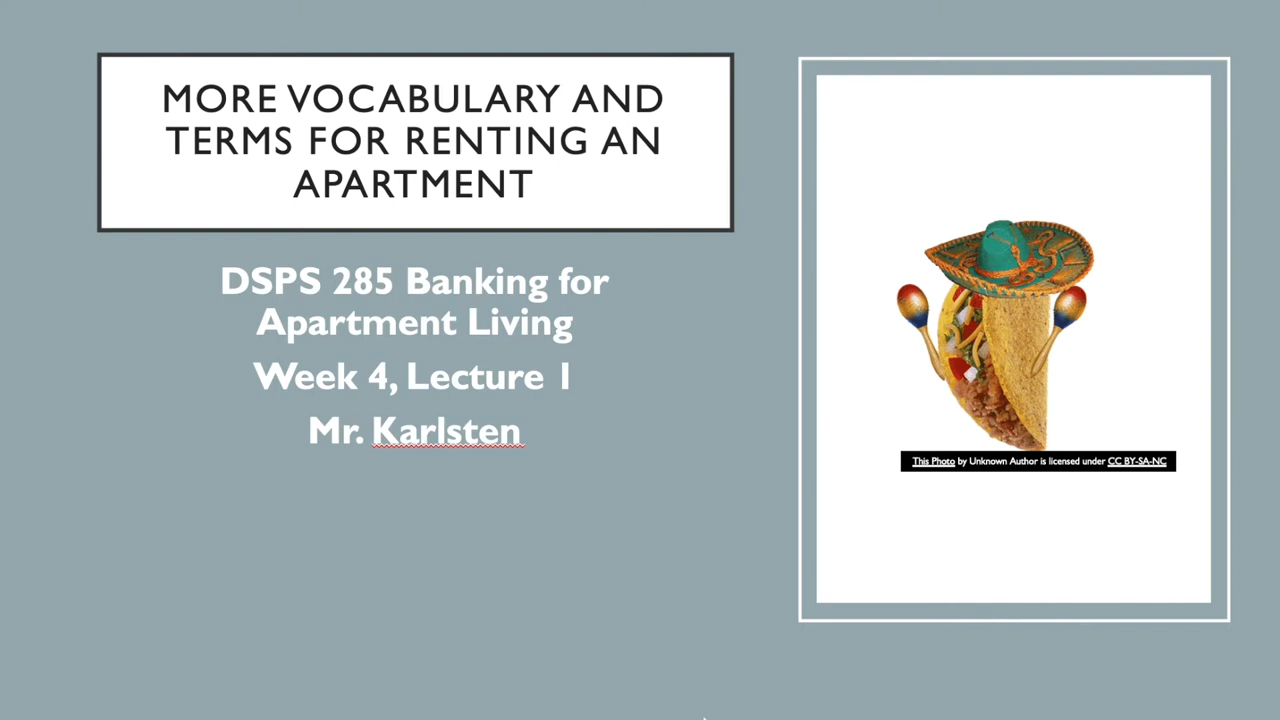 MORE VOCABULARY AND
TERMS FOR RENTING AN
APARTMENT
DSPS 285 Banking for
Apartment Living
Week 4, Lecture 1
Mr. Karlsten
This Photo by Unknown Author is licensed under CC BY-SA-NC